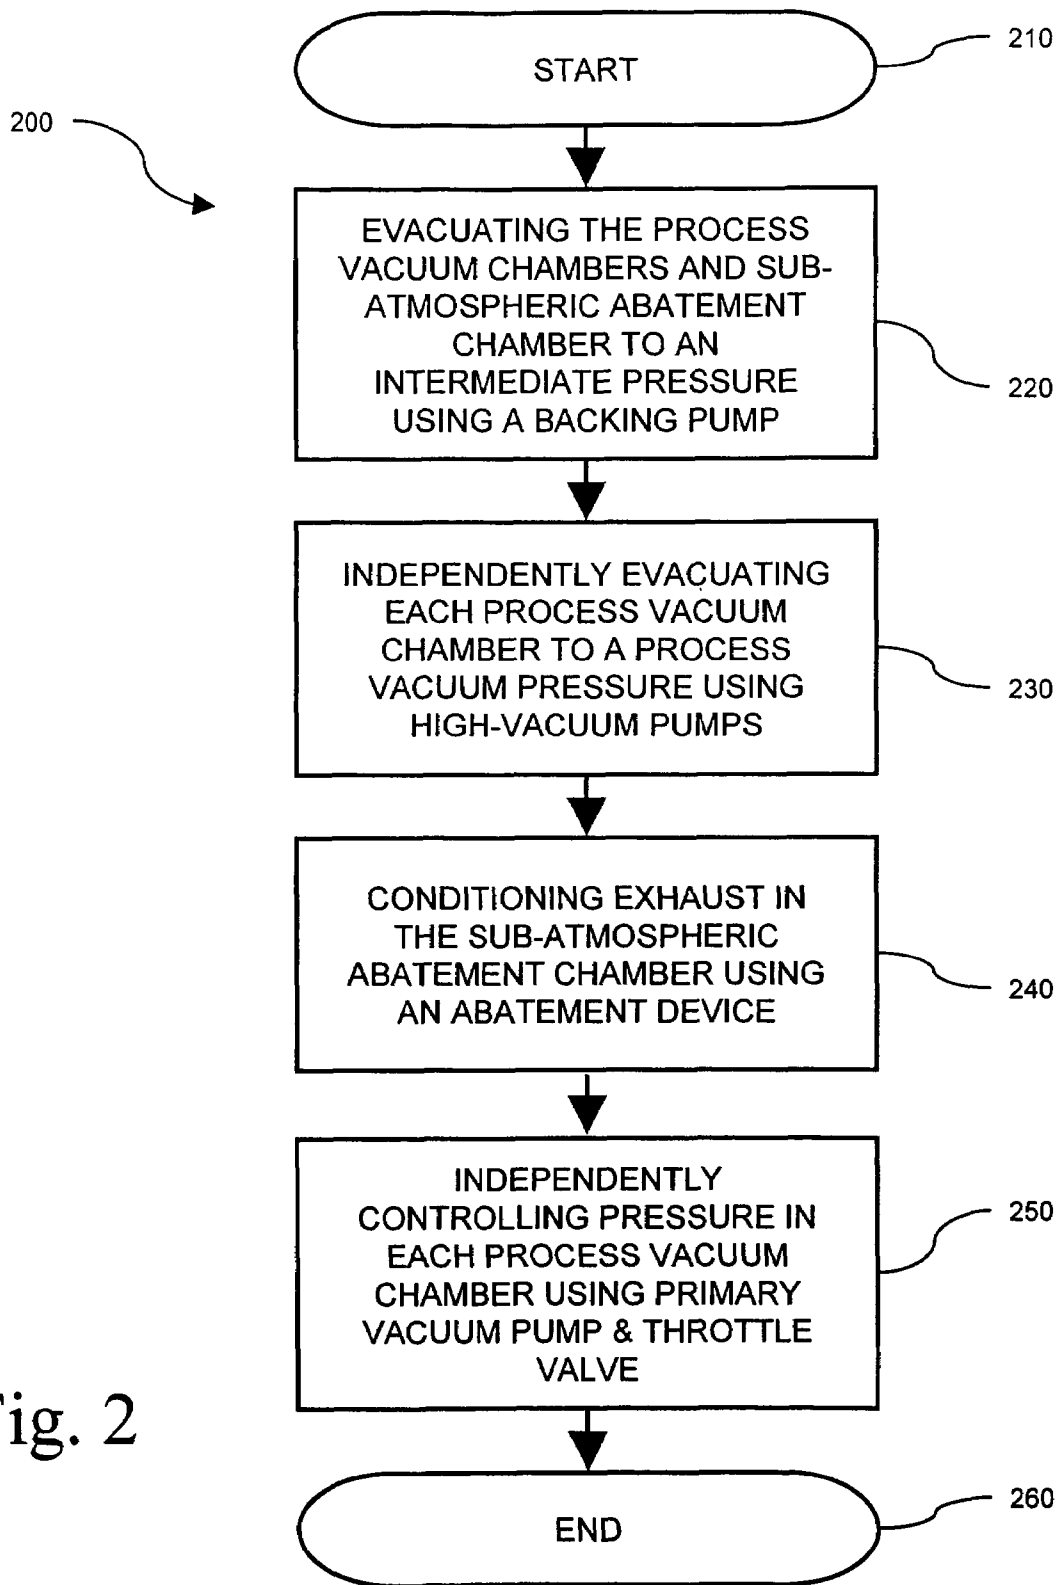 START
210
200
EVACUATING THE PROCESS
VACUUM CHAMBERS AND SUB-
ATMOSPHERIC ABATEMENT
CHAMBER TO AN
INTERMEDIATE PRESSURE
USING A BACKING PUMP
220
INDEPENDENTLY EVACUATING
EACH PROCESS VACUUM
CHAMBER TO A PROCESS
VACUUM PRESSURE USING
HIGH-VACUUM PUMPS
230
CONDITIONING EXHAUST IN
THE SUB-ATMOSPHERIC
ABATEMENT CHAMBER USING
AN ABATEMENT DEVICE
240
INDEPENDENTLY
CONTROLLING PRESSURE IN
EACH PROCESS VACUUM
CHAMBER USING PRIMARY
VACUUM PUMP & THROTTLE
VALVE
250
Fig. 2
END
260